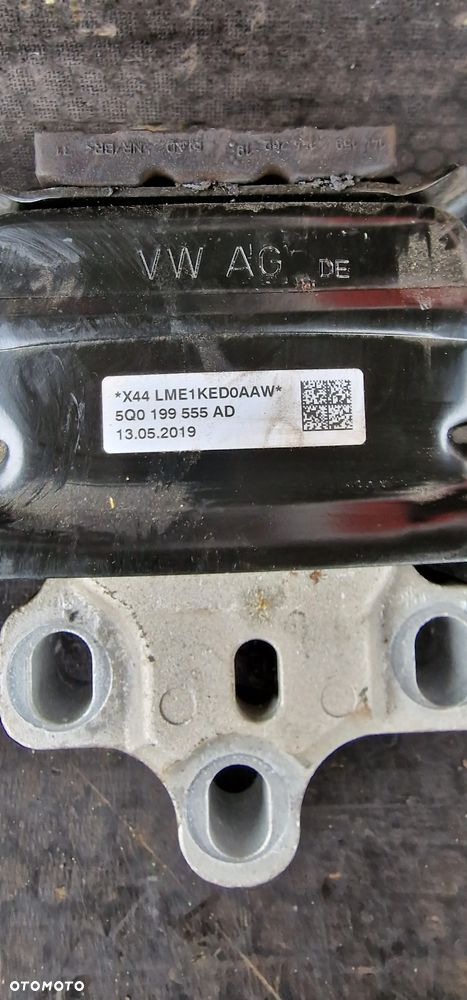 VW AG DE
*X44 LME1KED0AAW*
5Q0 199 555 AD
13.05.2019
OTOMOTO